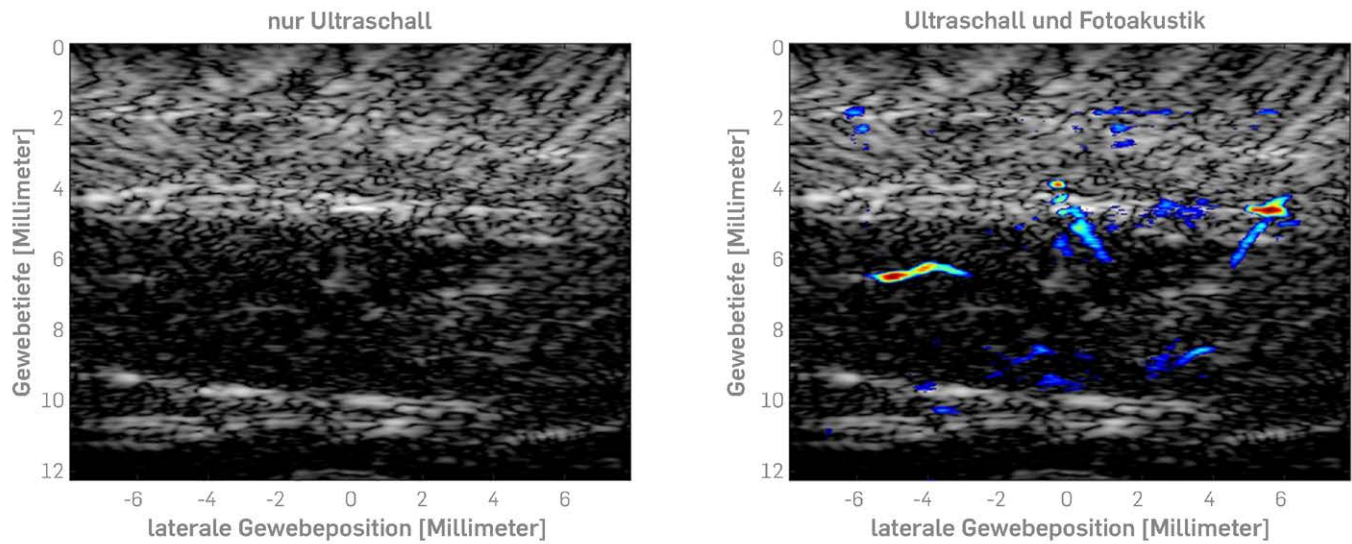 nur Ultraschall
0
2
4
6
8
10
12
Gewebetiefe [Millimeter]
-6 -4 -2 0 2 4 6
laterale Gewebeposition [Millimeter]
Ultraschall und Fotoakustik
0
2
4
6
8
10
12
Gewebetiefe [Millimeter]
-6 -4 -2 0 2 4 6
laterale Gewebeposition [Millimeter]